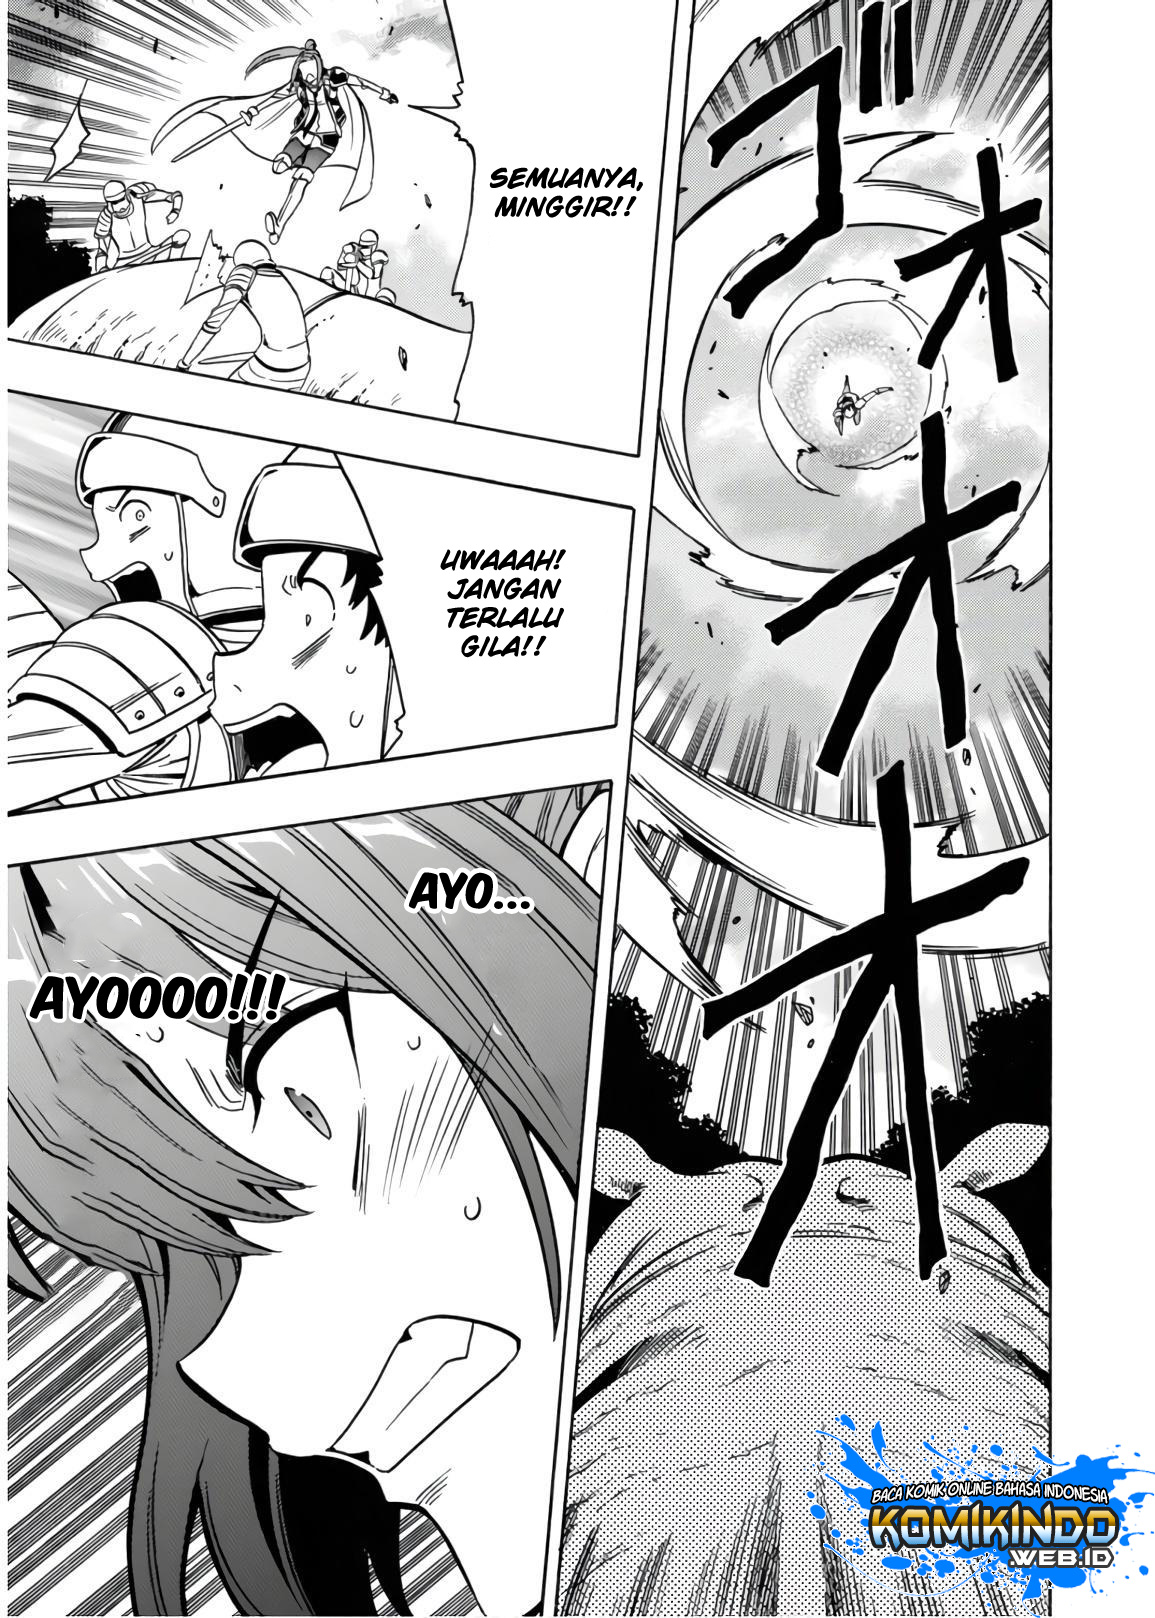 ゴオオオ
SEMUANYA,
MINGGIR!!
UWAAAH!
JANGAN
TERLALU
GILA!!
AYO...
AYOOOO!!!
BACA KOMIK ONLINE BAHASA INDONESIA
KOMIKINDO
.WEB.ID